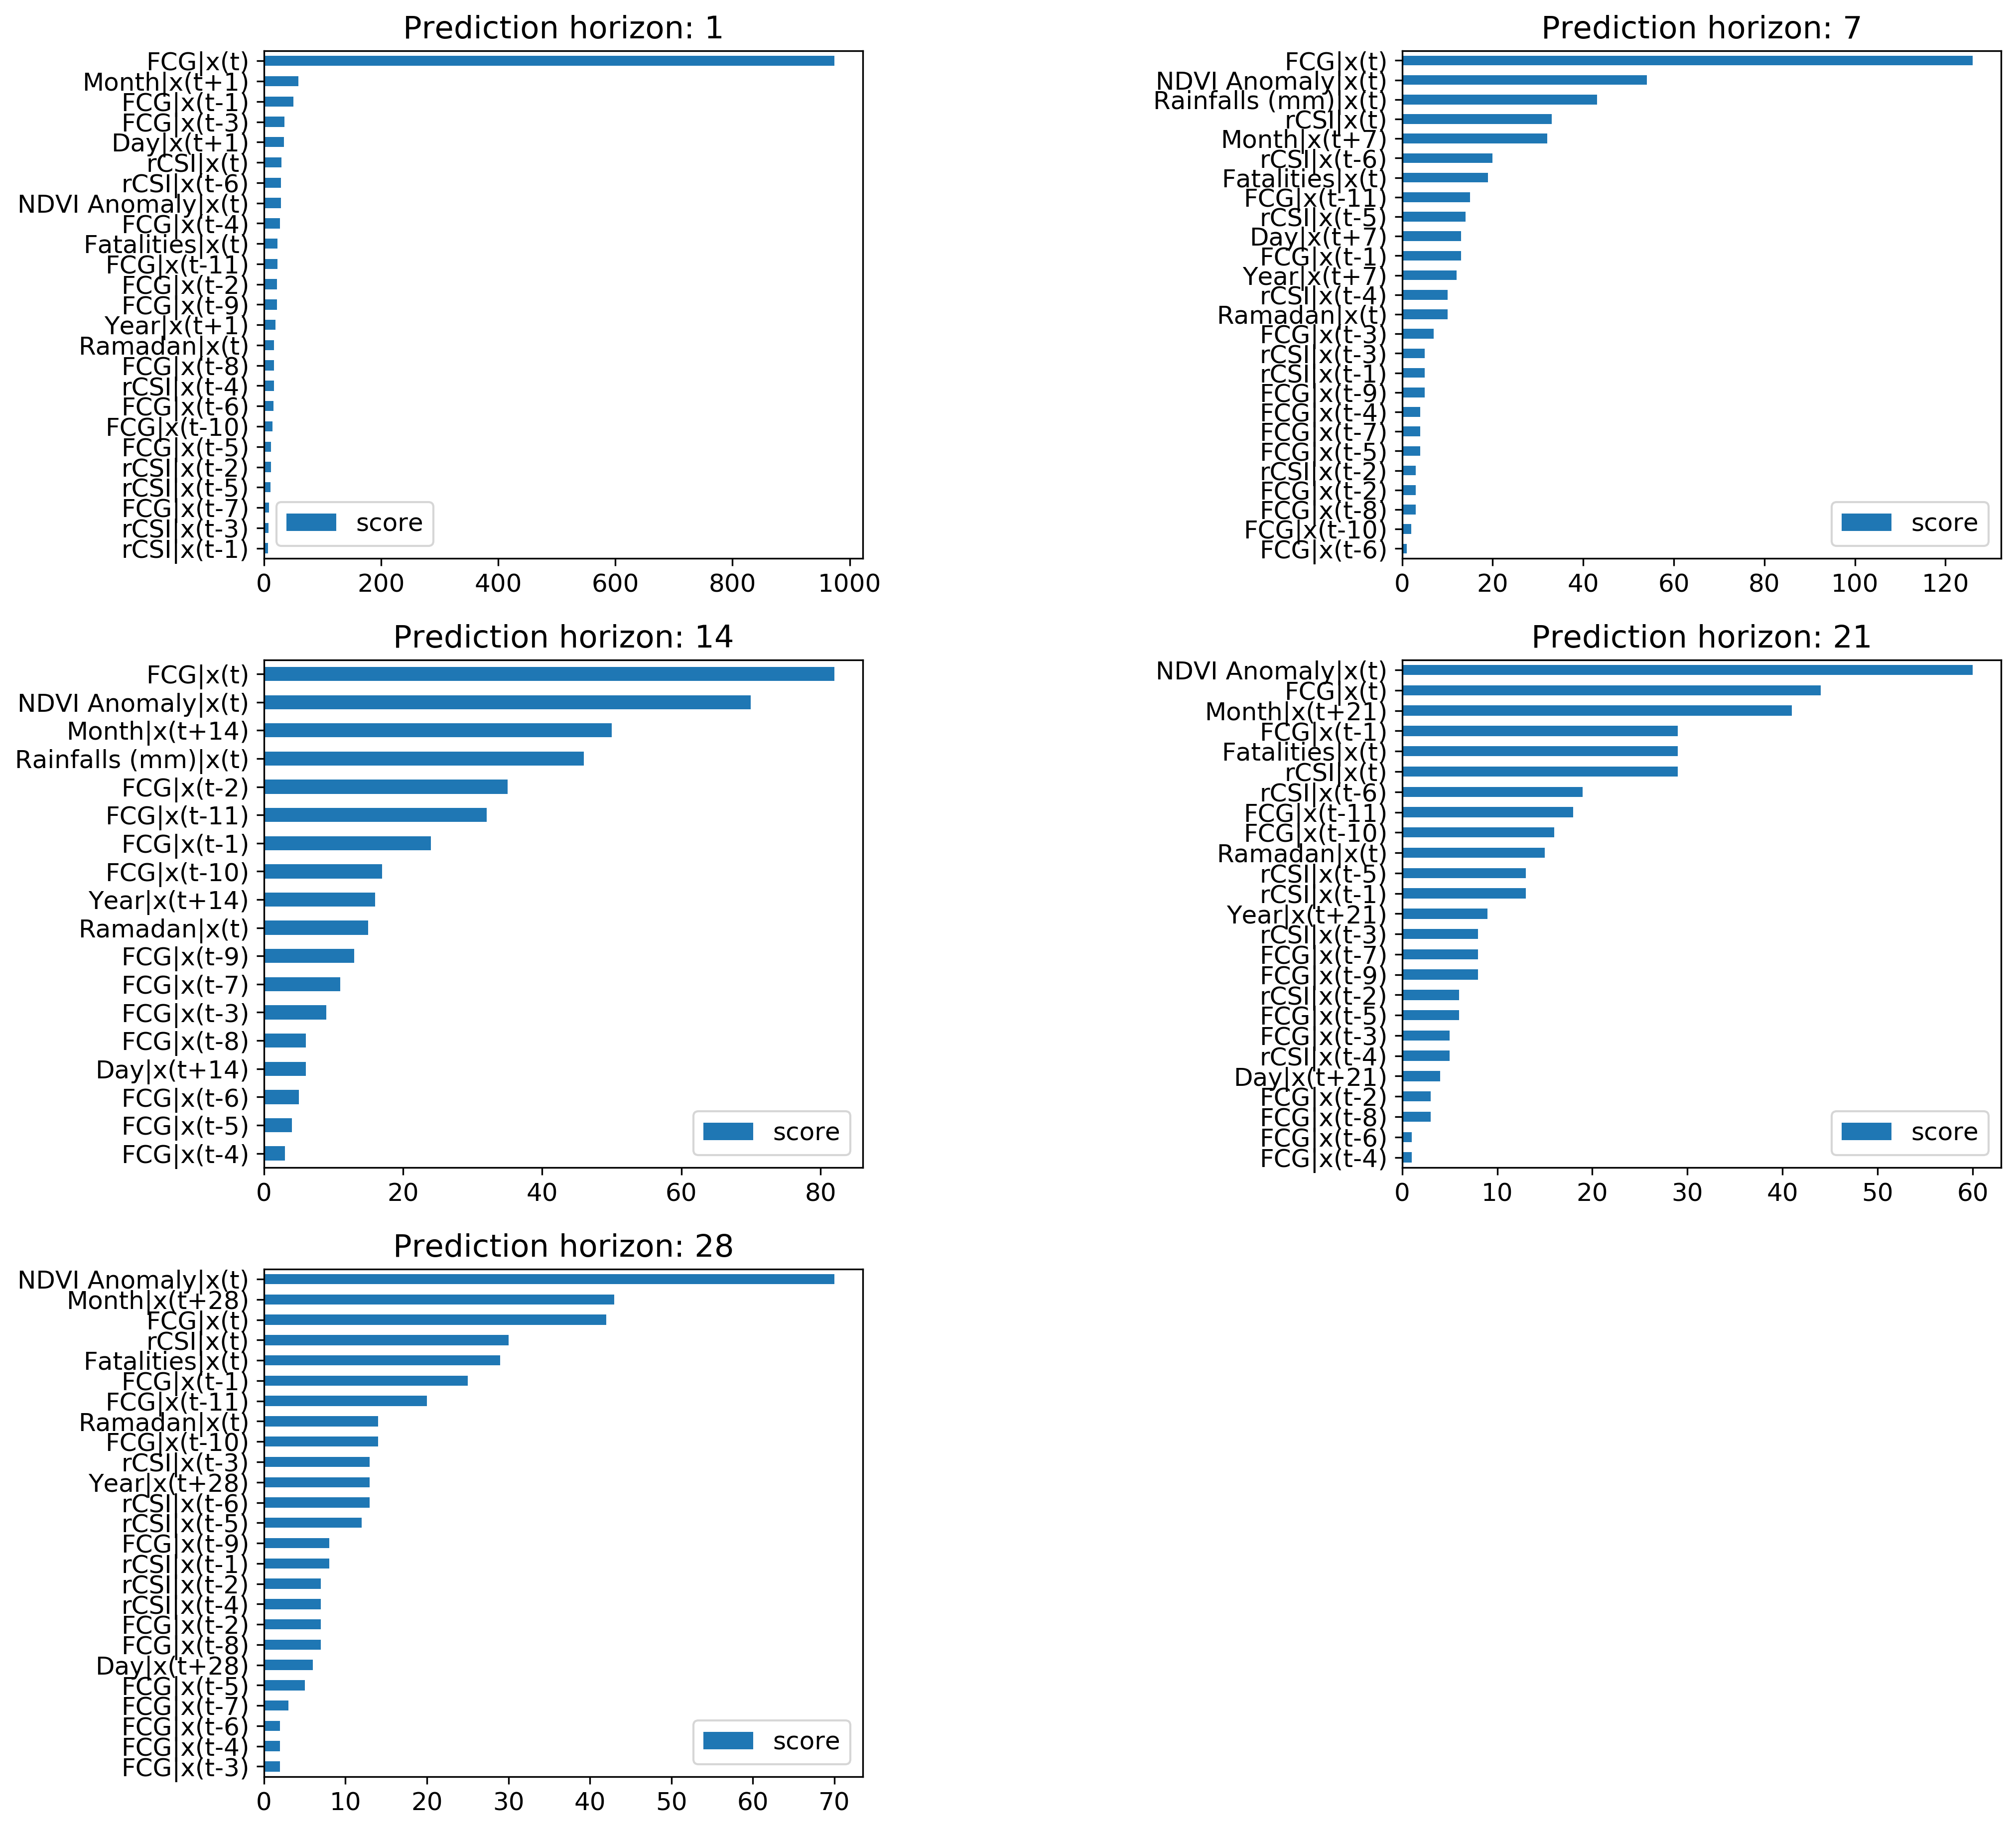 Prediction horizon: 1
FCG|x(t)
Month|x(t+1)
FCG|x(t-1)
FCG|x(t-3)
Day|x(t+1)
rCSI|x(t)
rCSI|x(t-6)
NDVI Anomaly|x(t)
FCG|x(t-4)
Fatalities|x(t)
FCG|x(t-11)
FCG|x(t-2)
FCG|x(t-9)
Year|x(t+1)
Ramadan|x(t)
FCG|x(t-8)
rCSI|x(t-4)
FCG|x(t-6)
FCG|x(t-10)
FCG|x(t-5)
rCSI|x(t-2)
rCSI|x(t-5)
FCG|x(t-7)
rCSI|x(t-3)
rCSI|x(t-1)
score
0 200 400 600 800 1000
Prediction horizon: 7
FCG|x(t)
NDVI Anomaly|x(t)
Rainfalls (mm)|x(t)
rCSI|x(t)
Month|x(t+7)
rCSI|x(t-6)
Fatalities|x(t)
FCG|x(t-11)
rCSI|x(t-5)
Day|x(t+7)
FCG|x(t-1)
Year|x(t+7)
rCSI|x(t-4)
Ramadan|x(t)
FCG|x(t-3)
rCSI|x(t-3)
rCSI|x(t-1)
FCG|x(t-9)
FCG|x(t-4)
FCG|x(t-7)
FCG|x(t-5)
rCSI|x(t-2)
FCG|x(t-2)
FCG|x(t-8)
FCG|x(t-10)
FCG|x(t-6)
score
0 20 40 60 80 100 120
Prediction horizon: 14
FCG|x(t)
NDVI Anomaly|x(t)
Month|x(t+14)
Rainfalls (mm)|x(t)
FCG|x(t-2)
FCG|x(t-11)
FCG|x(t-1)
FCG|x(t-10)
Year|x(t+14)
Ramadan|x(t)
FCG|x(t-9)
FCG|x(t-7)
FCG|x(t-3)
FCG|x(t-8)
Day|x(t+14)
FCG|x(t-6)
FCG|x(t-5)
FCG|x(t-4)
score
0 20 40 60 80
Prediction horizon: 21
NDVI Anomaly|x(t)
FCG|x(t)
Month|x(t+21)
FCG|x(t-1)
Fatalities|x(t)
rCSI|x(t)
rCSI|x(t-6)
FCG|x(t-11)
FCG|x(t-10)
Ramadan|x(t)
rCSI|x(t-5)
rCSI|x(t-1)
Year|x(t+21)
rCSI|x(t-3)
FCG|x(t-7)
FCG|x(t-9)
rCSI|x(t-2)
FCG|x(t-5)
FCG|x(t-3)
rCSI|x(t-4)
Day|x(t+21)
FCG|x(t-2)
FCG|x(t-8)
FCG|x(t-6)
FCG|x(t-4)
score
0 10 20 30 40 50 60
Prediction horizon: 28
NDVI Anomaly|x(t)
Month|x(t+28)
FCG|x(t)
rCSI|x(t)
Fatalities|x(t)
FCG|x(t-1)
FCG|x(t-11)
Ramadan|x(t)
FCG|x(t-10)
rCSI|x(t-3)
Year|x(t+28)
rCSI|x(t-6)
rCSI|x(t-5)
FCG|x(t-9)
rCSI|x(t-1)
rCSI|x(t-2)
rCSI|x(t-4)
FCG|x(t-2)
FCG|x(t-8)
Day|x(t+28)
FCG|x(t-5)
FCG|x(t-7)
FCG|x(t-6)
FCG|x(t-4)
FCG|x(t-3)
score
0 10 20 30 40 50 60 70